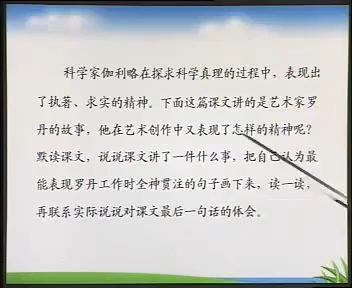 科学家伽利略在探求科学真理的过程中，表现出
了执著、求实的精神。下面这篇课文讲的是艺术家罗
丹的故事，他在艺术创作中又表现了怎样的精神呢？
默读课文，说说课文讲了一件什么事，把自己认为最
能表现罗丹工作时全神贯注的句子画下来，读一读，
再联系实际说说对课文最后一句话的体会。